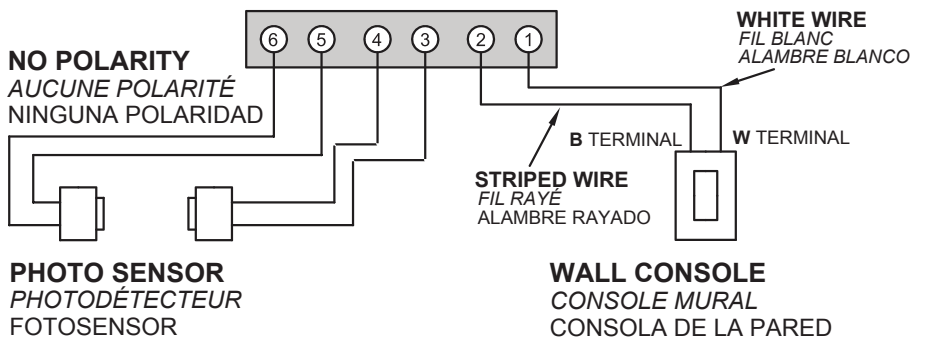 6 5 4 3 2 1
WHITE WIRE
FIL BLANC
ALAMBRE BLANCO
NO POLARITY
AUCUNE POLARITÉ
NINGUNA POLARIDAD
B TERMINAL
W TERMINAL
STRIPED WIRE
FIL RAYÉ
ALAMBRE RAYADO
PHOTO SENSOR
PHOTODÉTECTEUR
FOTOSENSOR
WALL CONSOLE
CONSOLE MURAL
CONSOLA DE LA PARED